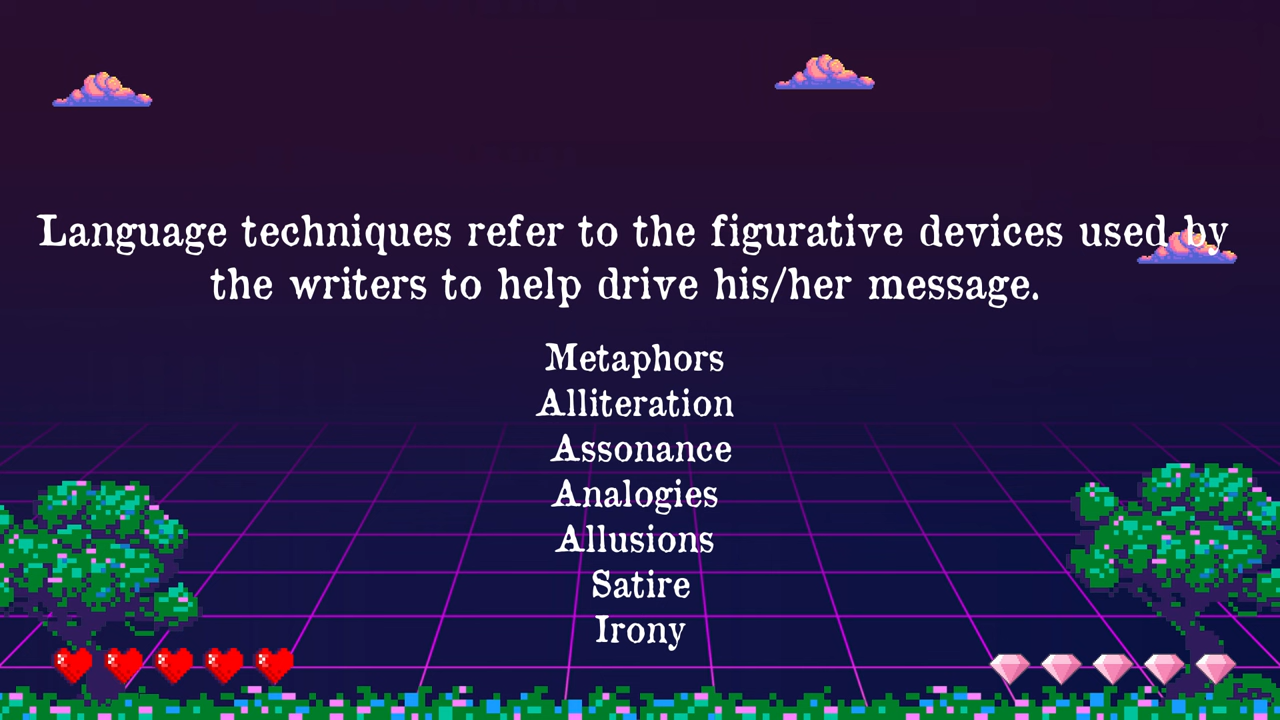 Language techniques refer to the figurative devices used by
the writers to help drive his/her message.
Metaphors
Alliteration
Assonance
Analogies
Allusions
Satire
Irony